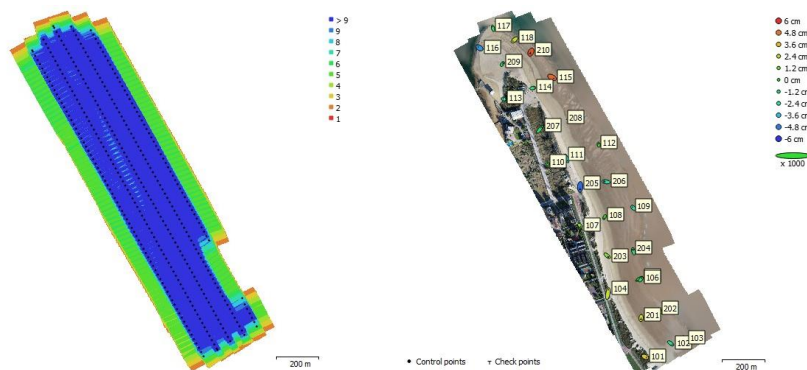 > 9
9
8
7
6
5
4
3
2
1
200 m
117
118
116
210
209
115
114
113
208
207
112
111
110
205
206
109
108
107
203
204
106
104
202
201
102
103
101
6 cm
4.8 cm
3.6 cm
2.4 cm
1.2 cm
0 cm
-1.2 cm
-2.4 cm
-3.6 cm
-4.8 cm
-6 cm
x 1000
Control points
Check points
200 m